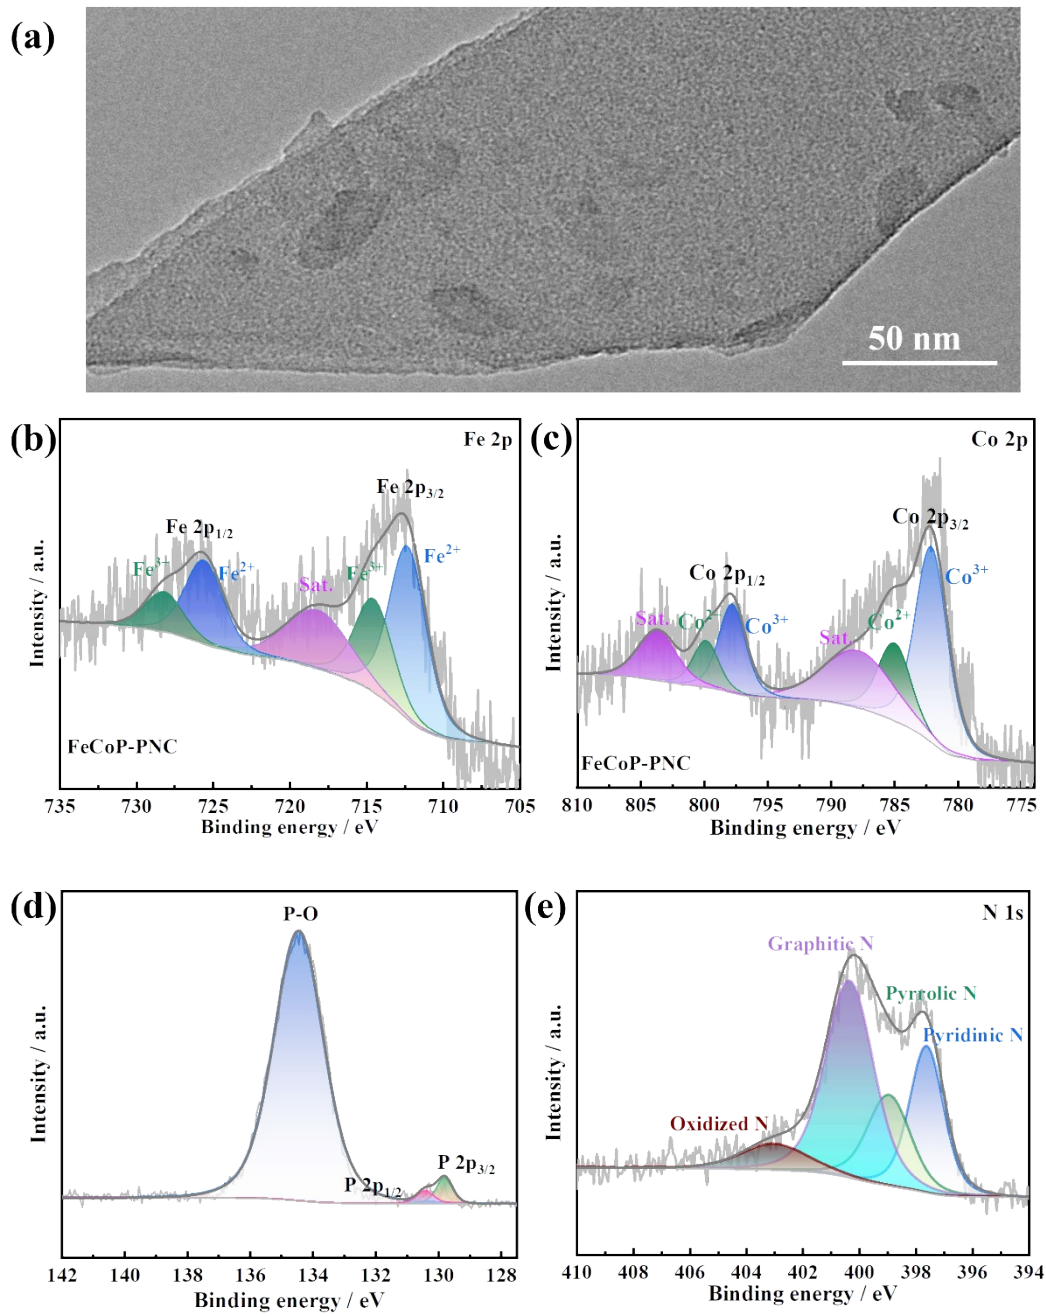 (a)
50 nm
(b)
Fe 2p
Fe 2p1/2
Fe 2p3/2
Fe3+
Fe2+
Sat.
Fe3+
Fe2+
FeCoP-PNC
Intensity / a.u.
735 730 725 720 715 710 705
Binding energy / eV
(c)
Co 2p
Co 2p1/2
Co 2p3/2
Sat.
Co2+
Co3+
Sat.
Co2+
Co3+
FeCoP-PNC
Intensity / a.u.
810 805 800 795 790 785 780 774
Binding energy / eV
(d)
P-O
P 2p1/2
P 2p3/2
Intensity / a.u.
142 140 138 136 134 132 130 128
Binding energy / eV
(e)
N 1s
Graphitic N
Pyrrolic N
Pyridinic N
Oxidized N
Intensity / a.u.
410 408 406 404 402 400 398 396 394
Binding energy / eV